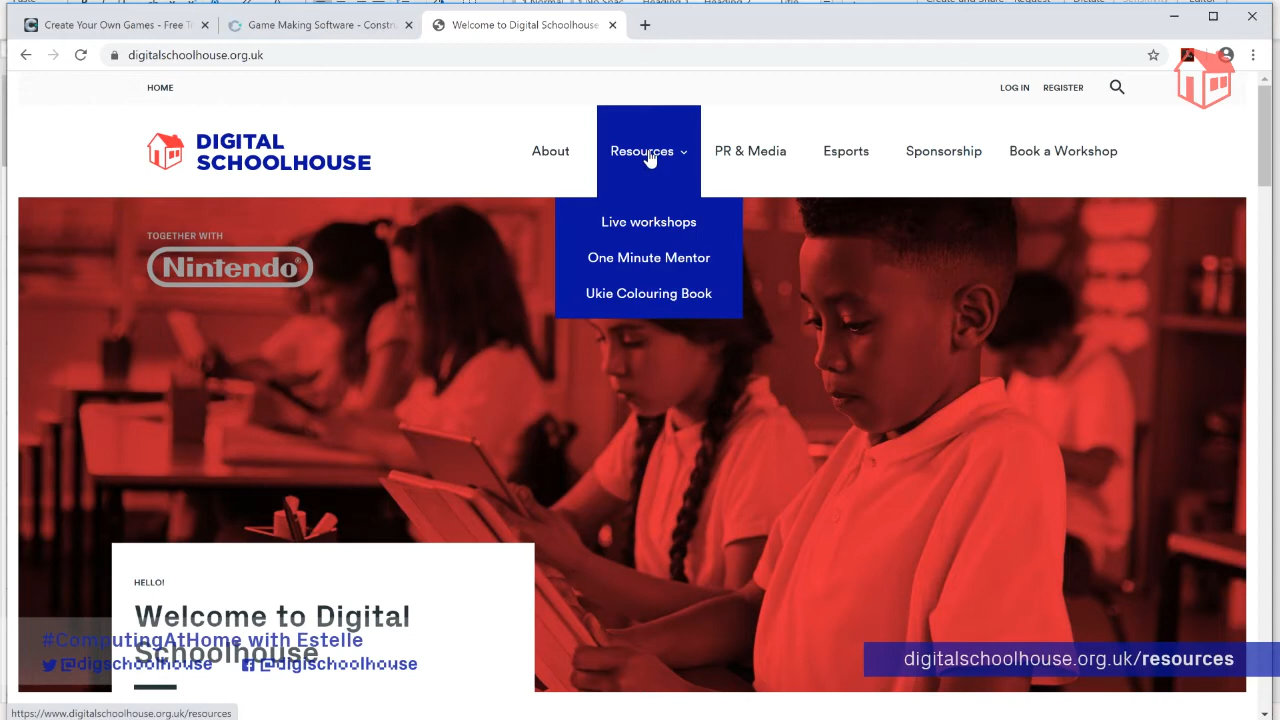 Create Your Own Games - Free T
Game Making Software - Constru
Welcome to Digital Schoolhouse
digitalschoolhouse.org.uk
HOME
LOG IN
REGISTER
DIGITAL
SCHOOLHOUSE
About
Resources
PR & Media
Esports
Sponsorship
Book a Workshop
Live workshops
One Minute Mentor
Ukie Colouring Book
TOGETHER WITH
Nintendo®
HELLO!
Welcome to Digital
Schoolhouse
#ComputingAtHome with Estelle
@digschoolhouse
@digischoolhouse
digitalschoolhouse.org.uk/resources
https://www.digitalschoolhouse.org.uk/resources